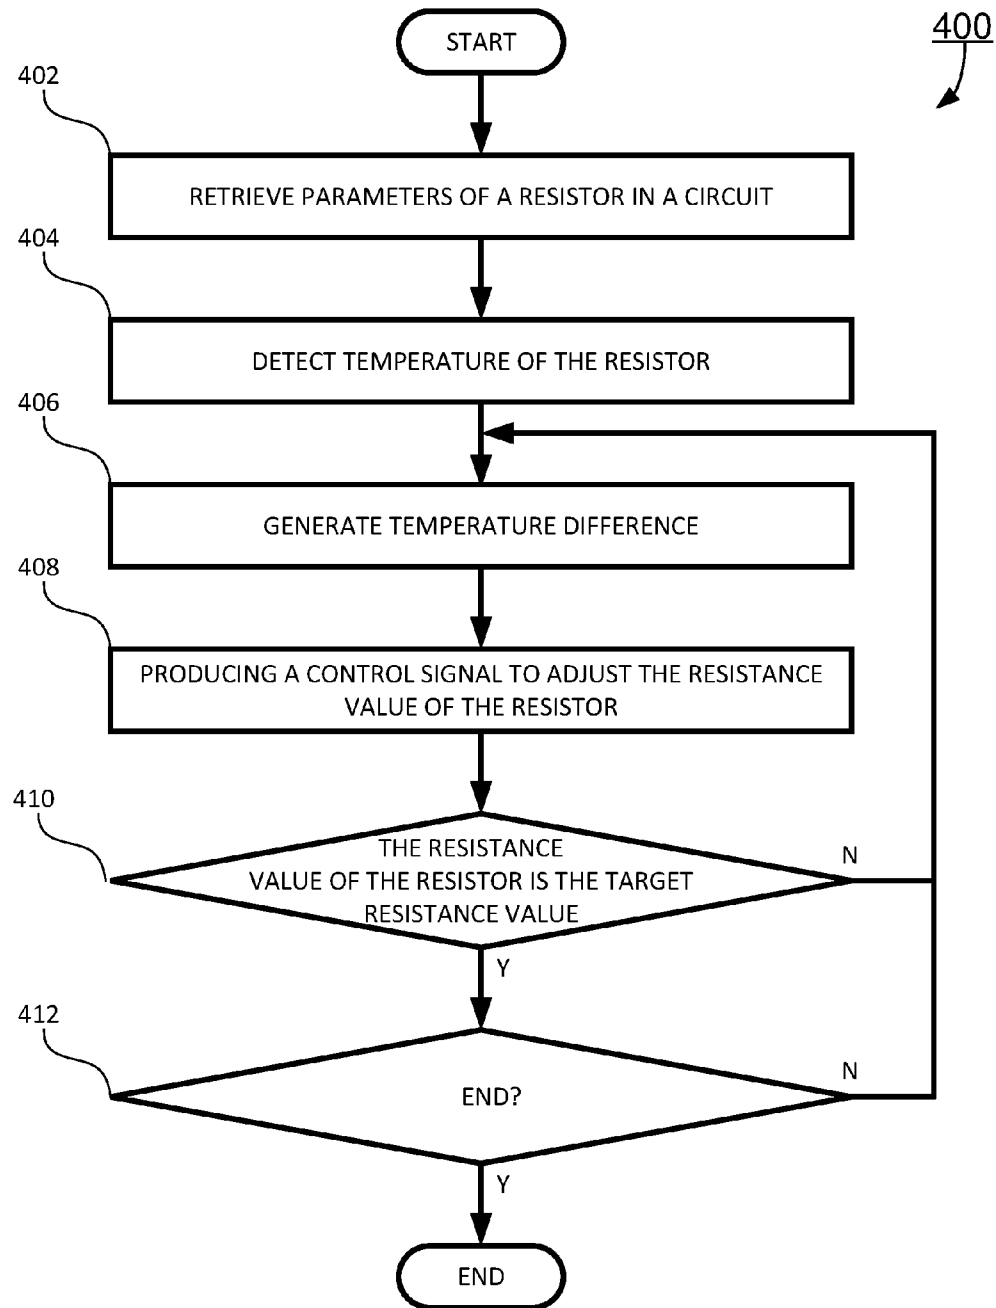 START
400
402
RETRIEVE PARAMETERS OF A RESISTOR IN A CIRCUIT
404
DETECT TEMPERATURE OF THE RESISTOR
406
GENERATE TEMPERATURE DIFFERENCE
408
PRODUCING A CONTROL SIGNAL TO ADJUST THE RESISTANCE
VALUE OF THE RESISTOR
410
THE RESISTANCE
VALUE OF THE RESISTOR IS THE TARGET
RESISTANCE VALUE
N
Y
412
END?
N
Y
END